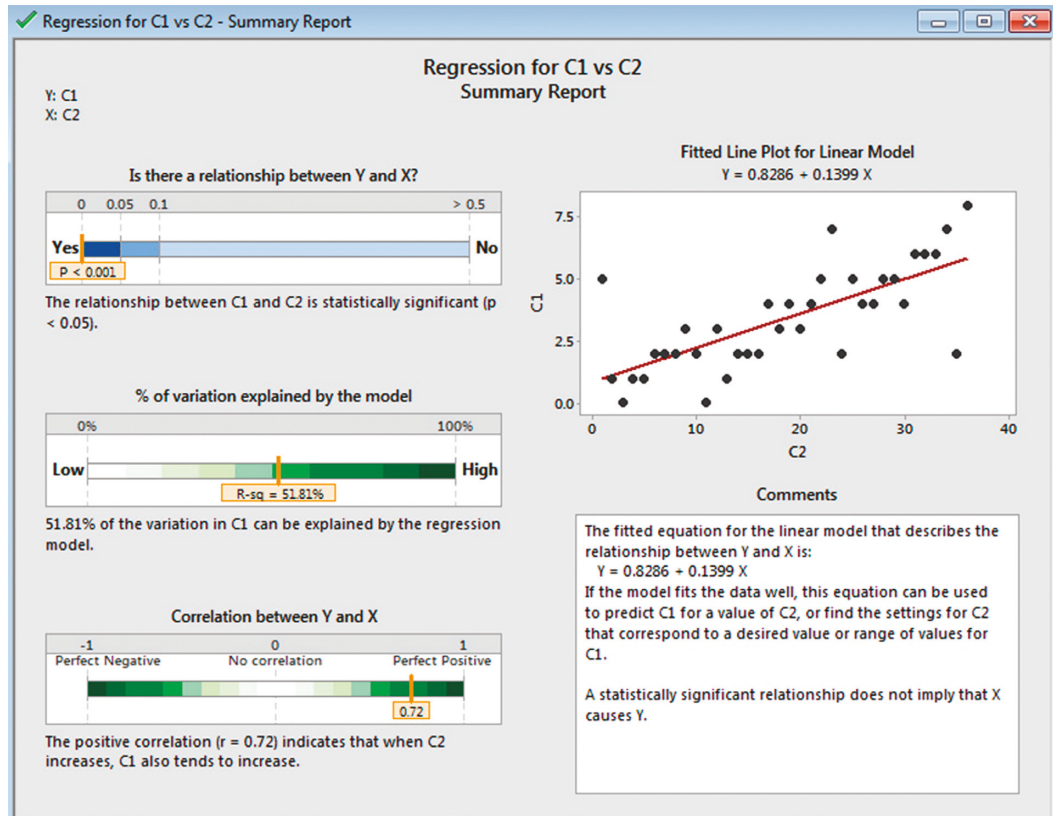 Regression for C1 vs C2 - Summary Report
Regression for C1 vs C2
Summary Report
Y: C1
X: C2
Is there a relationship between Y and X?
0 0.05 0.1 > 0.5
Yes No
P < 0.001
The relationship between C1 and C2 is statistically significant (p
< 0.05).
% of variation explained by the model
0% 100%
Low High
R-sq = 51.81%
51.81% of the variation in C1 can be explained by the regression
model.
Correlation between Y and X
-1 0 1
Perfect Negative No correlation Perfect Positive
0.72
The positive correlation (r = 0.72) indicates that when C2
increases, C1 also tends to increase.
Fitted Line Plot for Linear Model
Y = 0.8286 + 0.1399 X
7.5
5.0
2.5
0.0
C1
0 10 20 30 40
C2
Comments
The fitted equation for the linear model that describes the
relationship between Y and X is:
Y = 0.8286 + 0.1399 X
If the model fits the data well, this equation can be used
to predict C1 for a value of C2, or find the settings for C2
that correspond to a desired value or range of values for
C1.
A statistically significant relationship does not imply that X
causes Y.